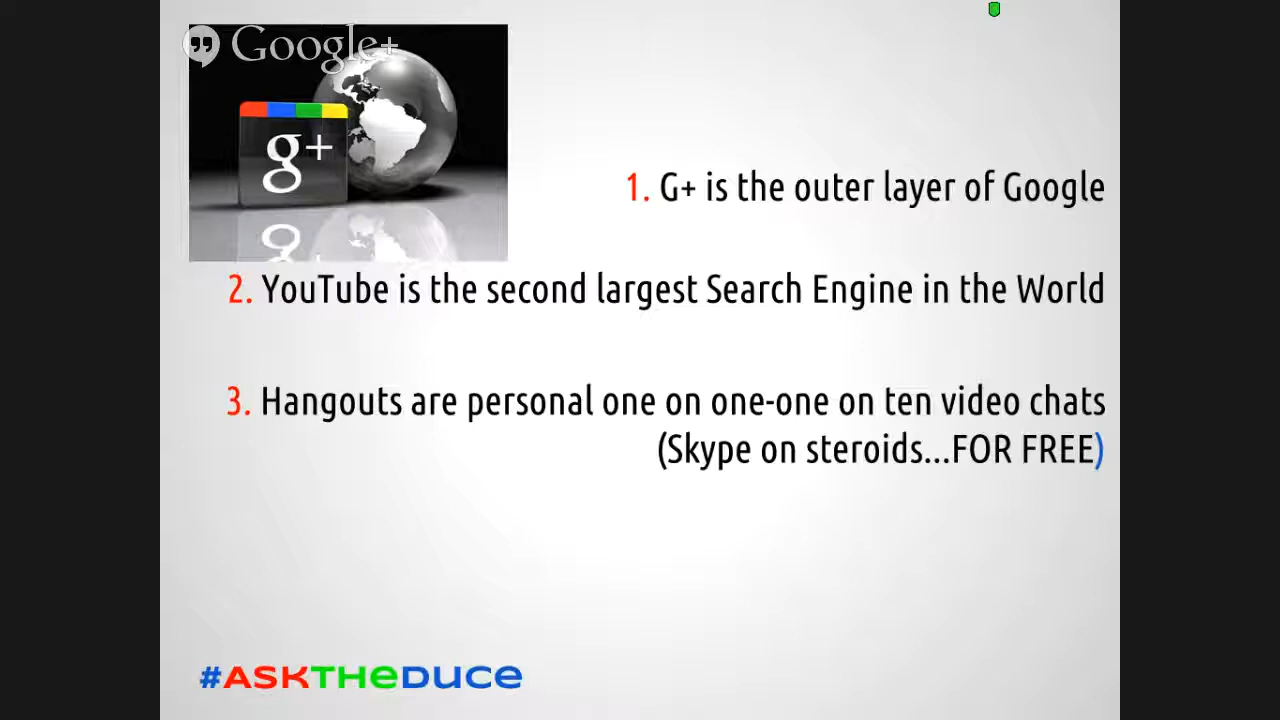 Google+
g+
1. G+ is the outer layer of Google
2. YouTube is the second largest Search Engine in the World
3. Hangouts are personal one on one-one on ten video chats
(Skype on steroids...FOR FREE)
#ASKTHeDUCe